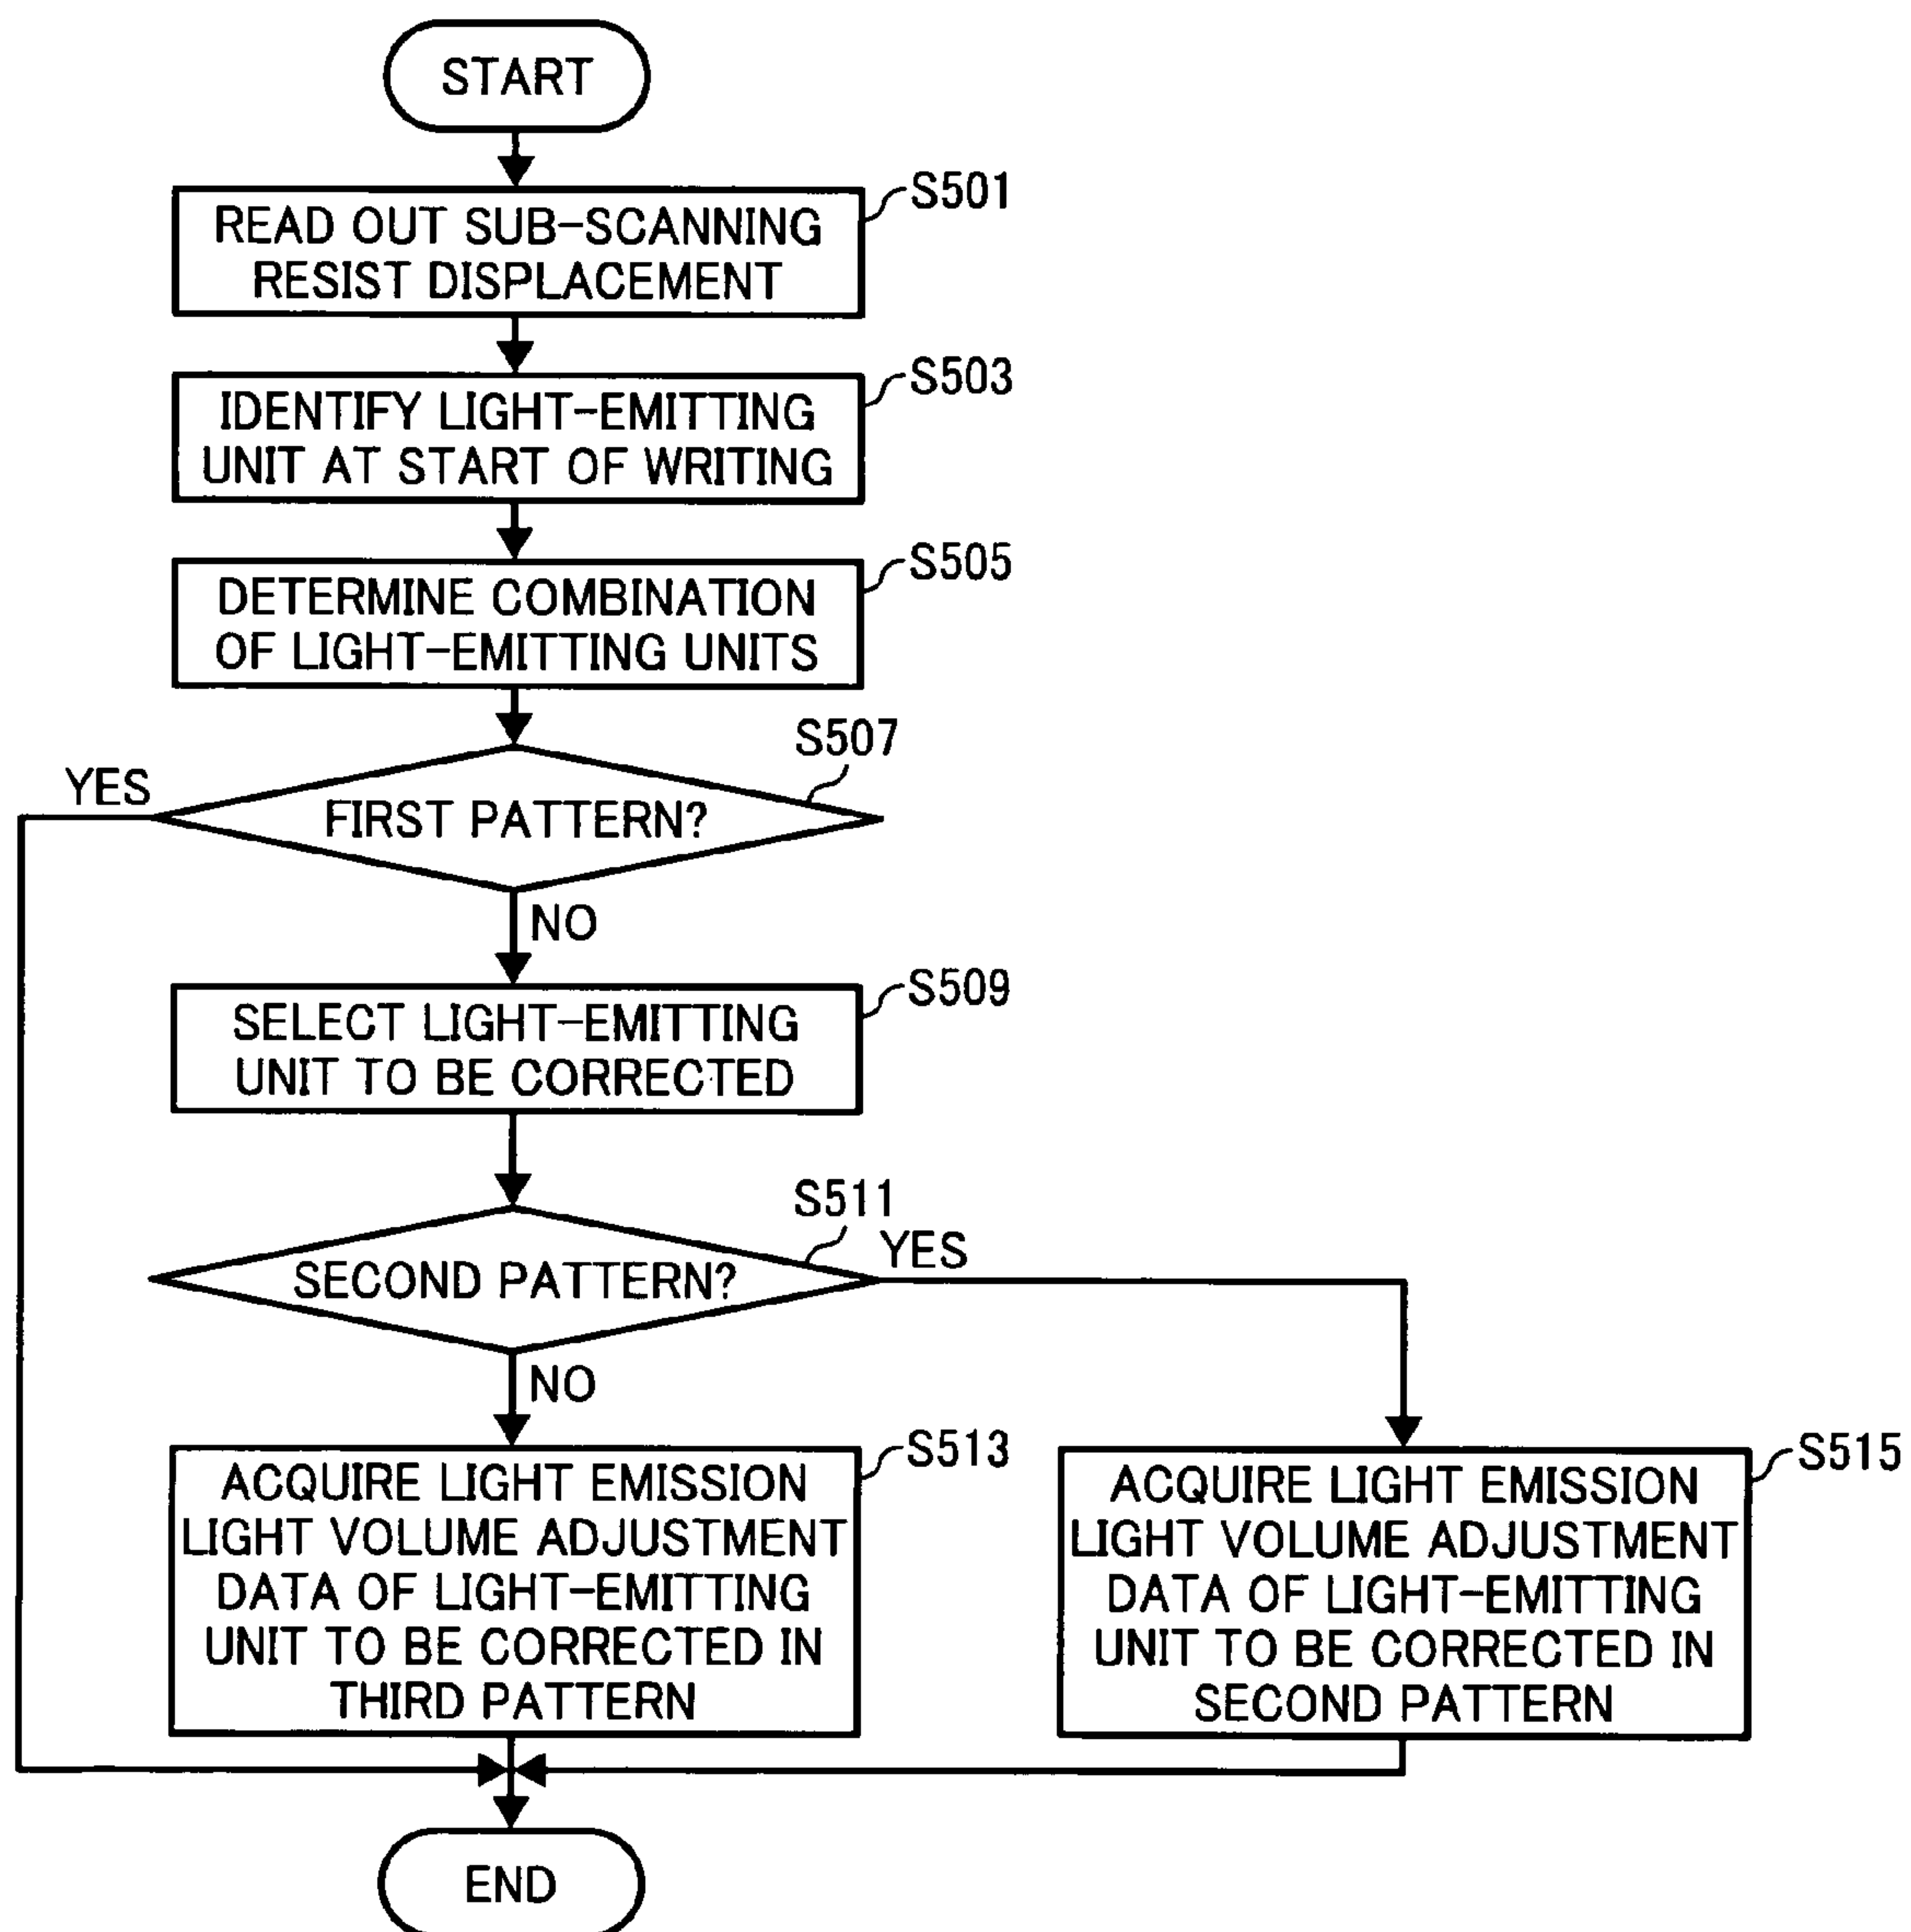 START
S501
READ OUT SUB-SCANNING
RESIST DISPLACEMENT
S503
IDENTIFY LIGHT-EMITTING
UNIT AT START OF WRITING
S505
DETERMINE COMBINATION
OF LIGHT-EMITTING UNITS
S507
YES
FIRST PATTERN?
NO
S509
SELECT LIGHT-EMITTING
UNIT TO BE CORRECTED
S511
YES
SECOND PATTERN?
NO
S513
ACQUIRE LIGHT EMISSION
LIGHT VOLUME ADJUSTMENT
DATA OF LIGHT-EMITTING
UNIT TO BE CORRECTED IN
THIRD PATTERN
S515
ACQUIRE LIGHT EMISSION
LIGHT VOLUME ADJUSTMENT
DATA OF LIGHT-EMITTING
UNIT TO BE CORRECTED IN
SECOND PATTERN
END